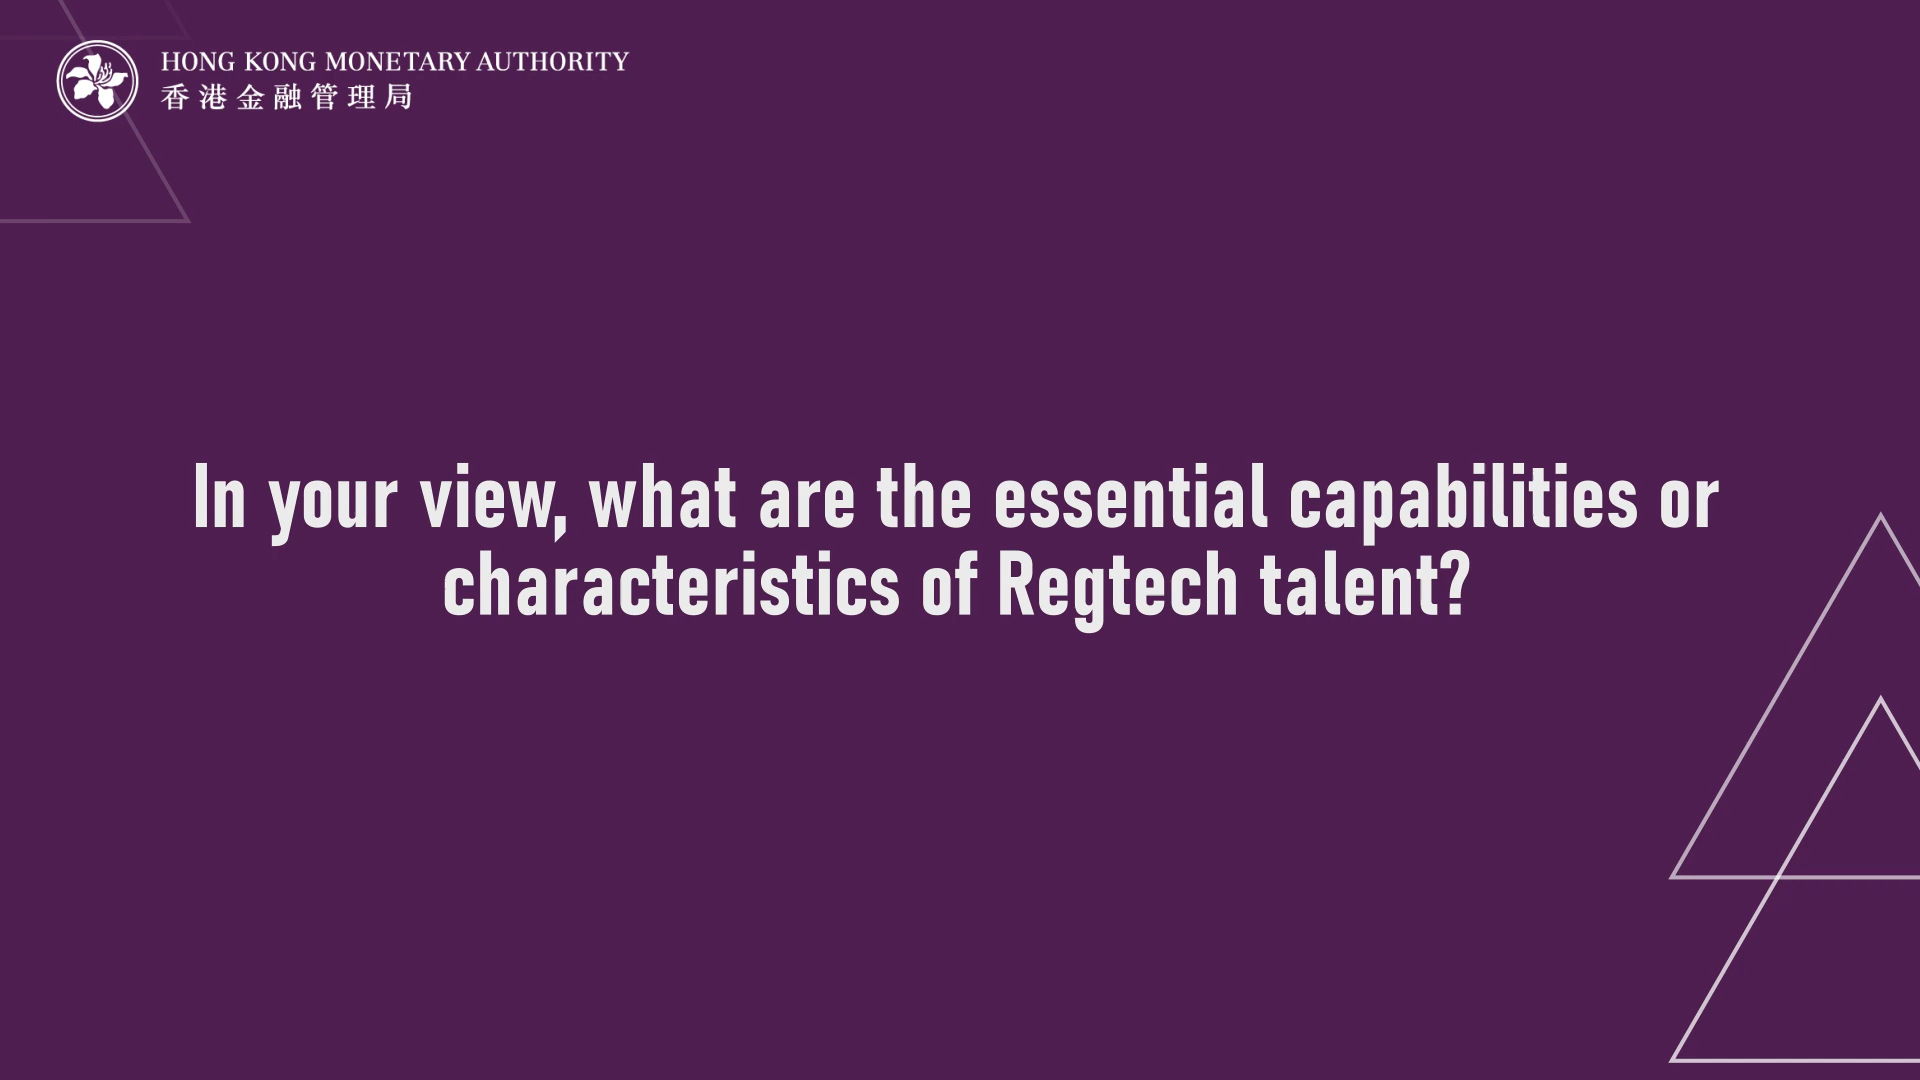 HONG KONG MONETARY AUTHORITY
香港金融管理局
In your view, what are the essential capabilities or
characteristics of Regtech talent?